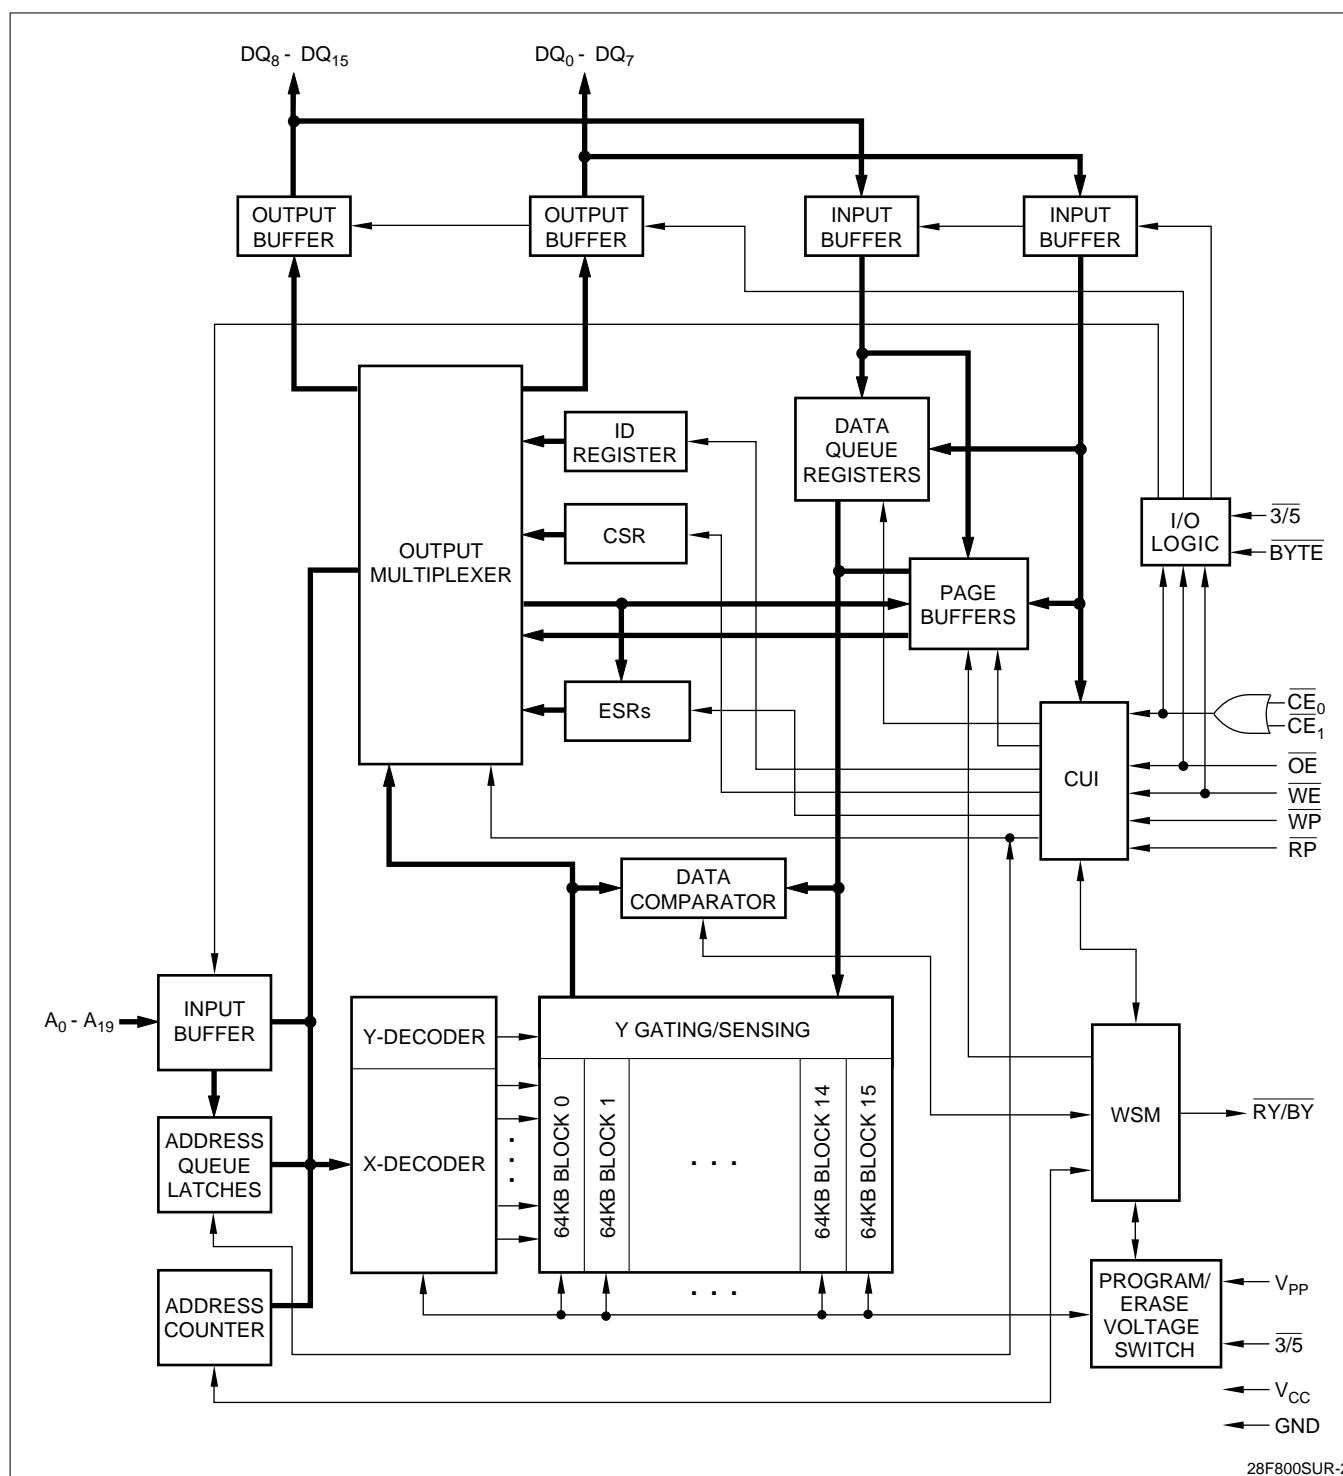 DQ8 - DQ15
DQ0 - DQ7
OUTPUT
BUFFER
OUTPUT
BUFFER
INPUT
BUFFER
INPUT
BUFFER
OUTPUT
MULTIPLEXER
ID
REGISTER
CSR
ESRs
DATA
QUEUE
REGISTERS
PAGE
BUFFERS
I/O
LOGIC
3/5
BYTE
CE0
CE1
CUI
OE
WE
WP
RP
DATA
COMPARATOR
A0 - A19
INPUT
BUFFER
ADDRESS
QUEUE
LATCHES
ADDRESS
COUNTER
Y-DECODER
X-DECODER
Y GATING/SENSING
64KB BLOCK 0
64KB BLOCK 1
. . .
64KB BLOCK 14
64KB BLOCK 15
. . .
WSM
RY/BY
PROGRAM/
ERASE
VOLTAGE
SWITCH
VPP
3/5
VCC
GND